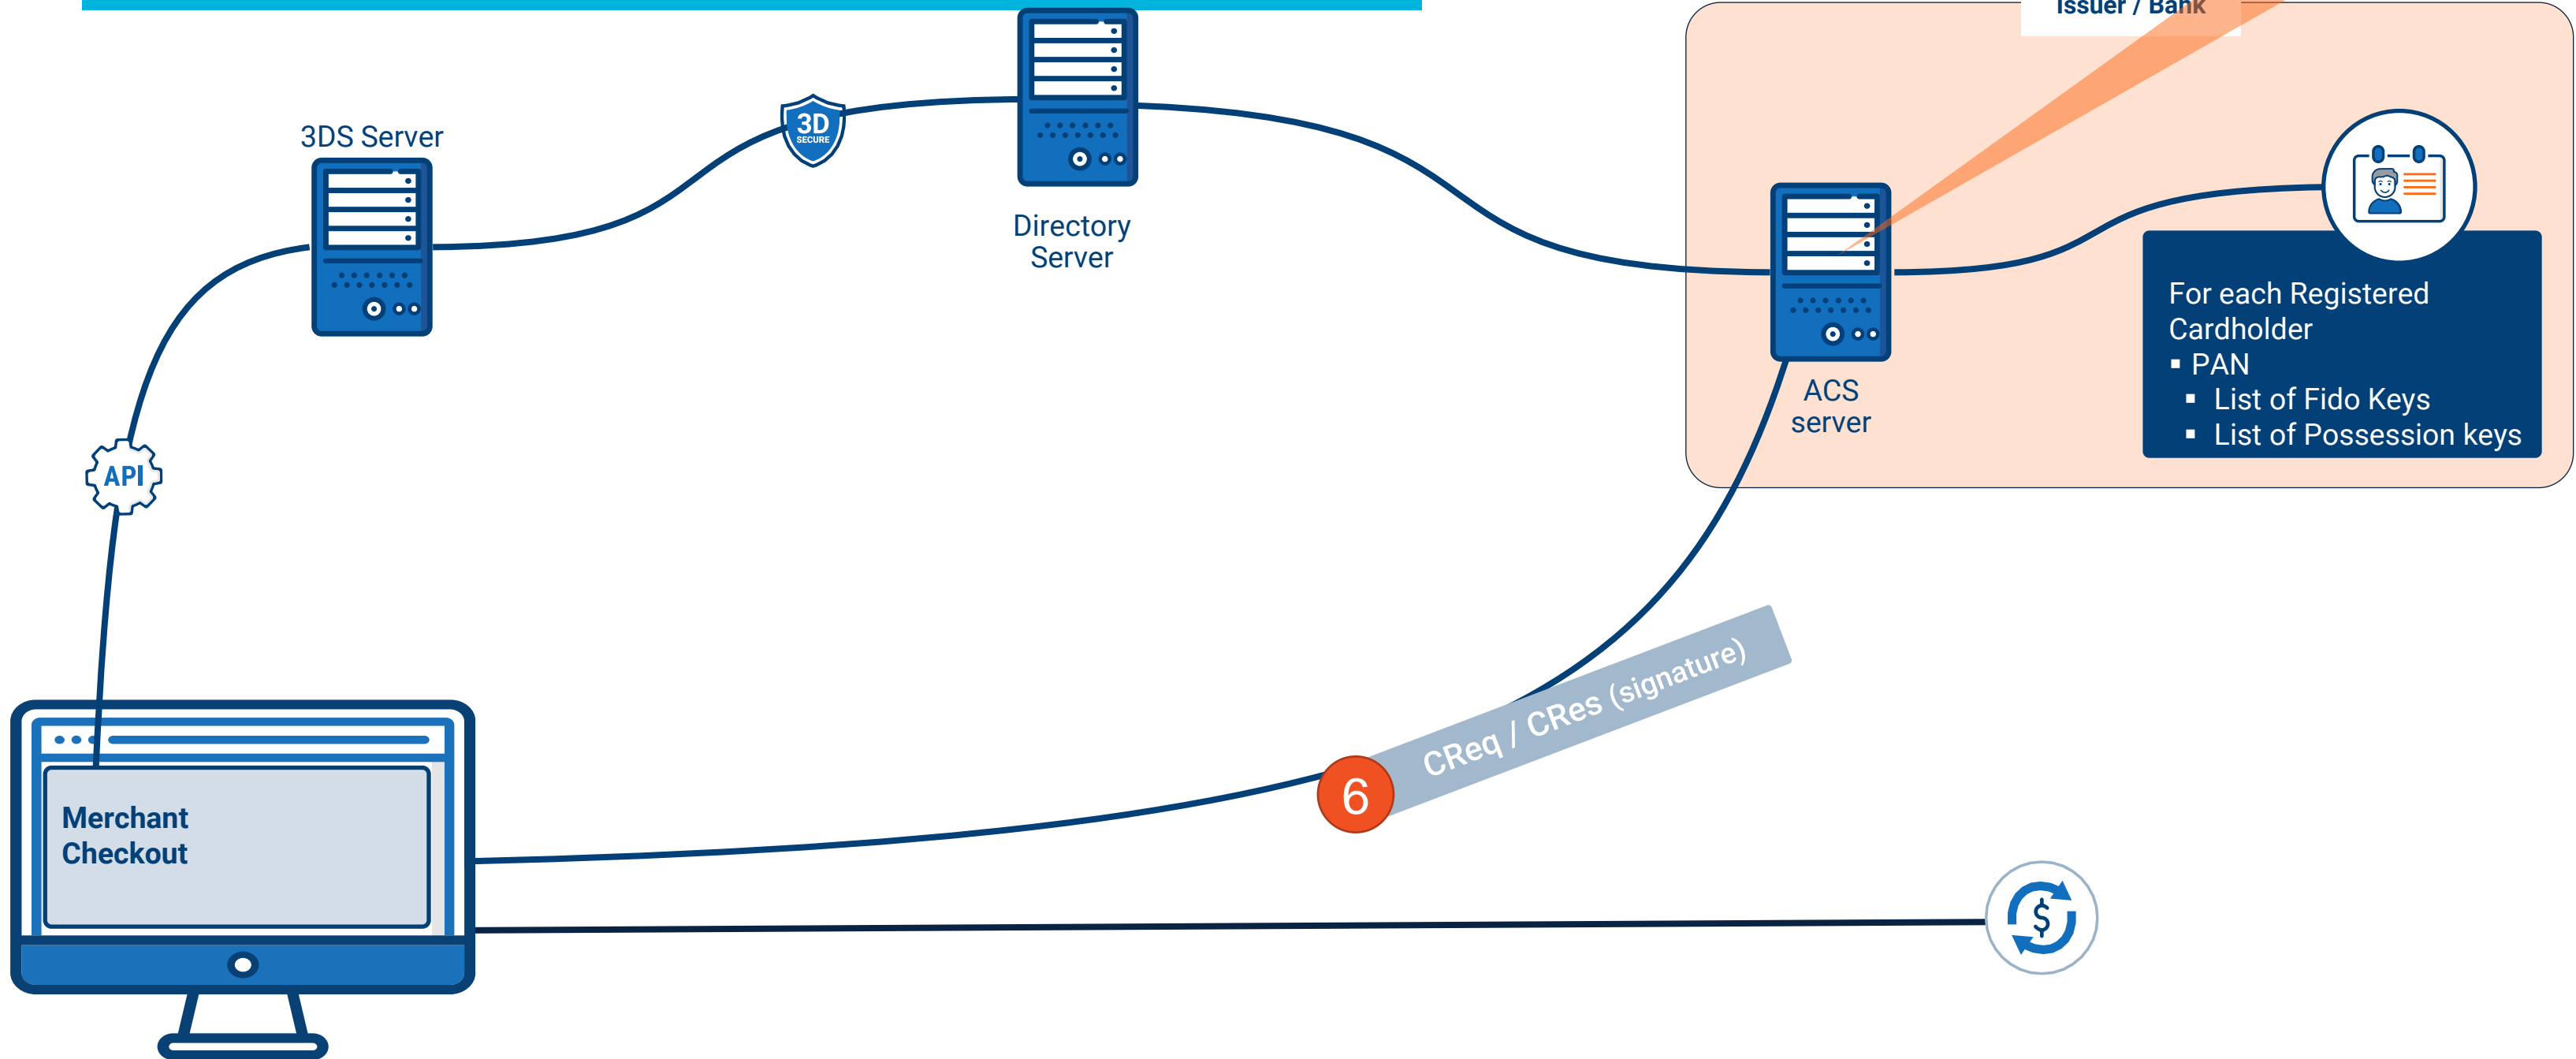 Issuer / Bank
3DS Server
3D
SECURE
Directory
Server
For each Registered
Cardholder
▪ PAN
▪ List of Fido Keys
▪ List of Possession keys
ACS
server
API
CReq / CRes (signature)
6
Merchant
Checkout
$